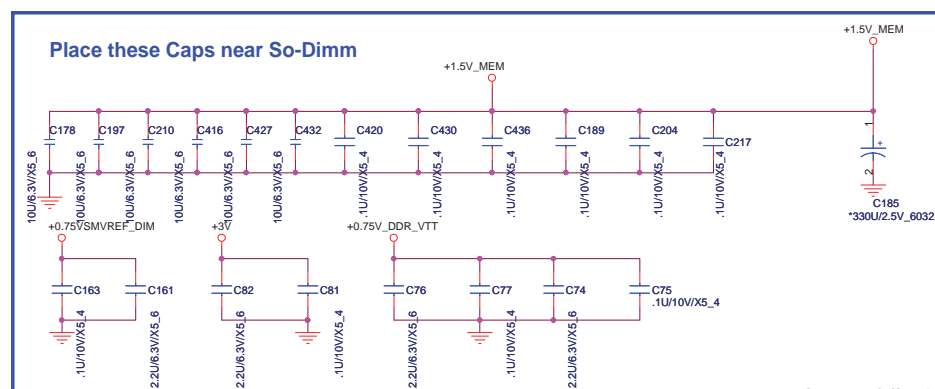 Place these Caps near So-Dimm
+1.5V_MEM
+1.5V_MEM
C178
C197
C210
C416
C427
C432
C420
C430
C436
C189
C204
C217
1
+
2
10U/6.3V/X5_6
10U/6.3V/X5_6
10U/6.3V/X5_6
10U/6.3V/X5_6
10U/6.3V/X5_6
10U/6.3V/X5_6
.1U/10V/X5_4
.1U/10V/X5_4
.1U/10V/X5_4
.1U/10V/X5_4
.1U/10V/X5_4
.1U/10V/X5_4
C185
*330U/2.5V_6032
+0.75VSMVREF_DIM
+3V
+0.75V_DDR_VTT
C163
C161
C82
C81
C76
C77
C74
C75
.1U/10V/X5_4
.1U/10V/X5_4
2.2U/6.3V/X5_6
2.2U/6.3V/X5_6
.1U/10V/X5_4
2.2U/6.3V/X5_6
.1U/10V/X5_4
2.2U/6.3V/X5_6